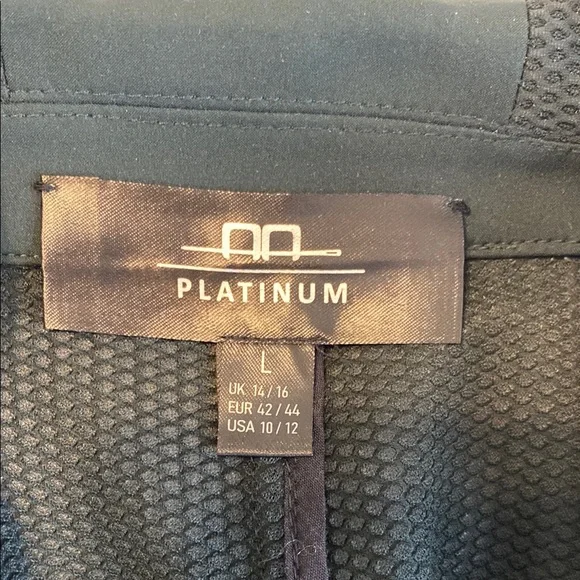 PLATINUM
L
UK 14/16
EUR 42/44
USA 10/12